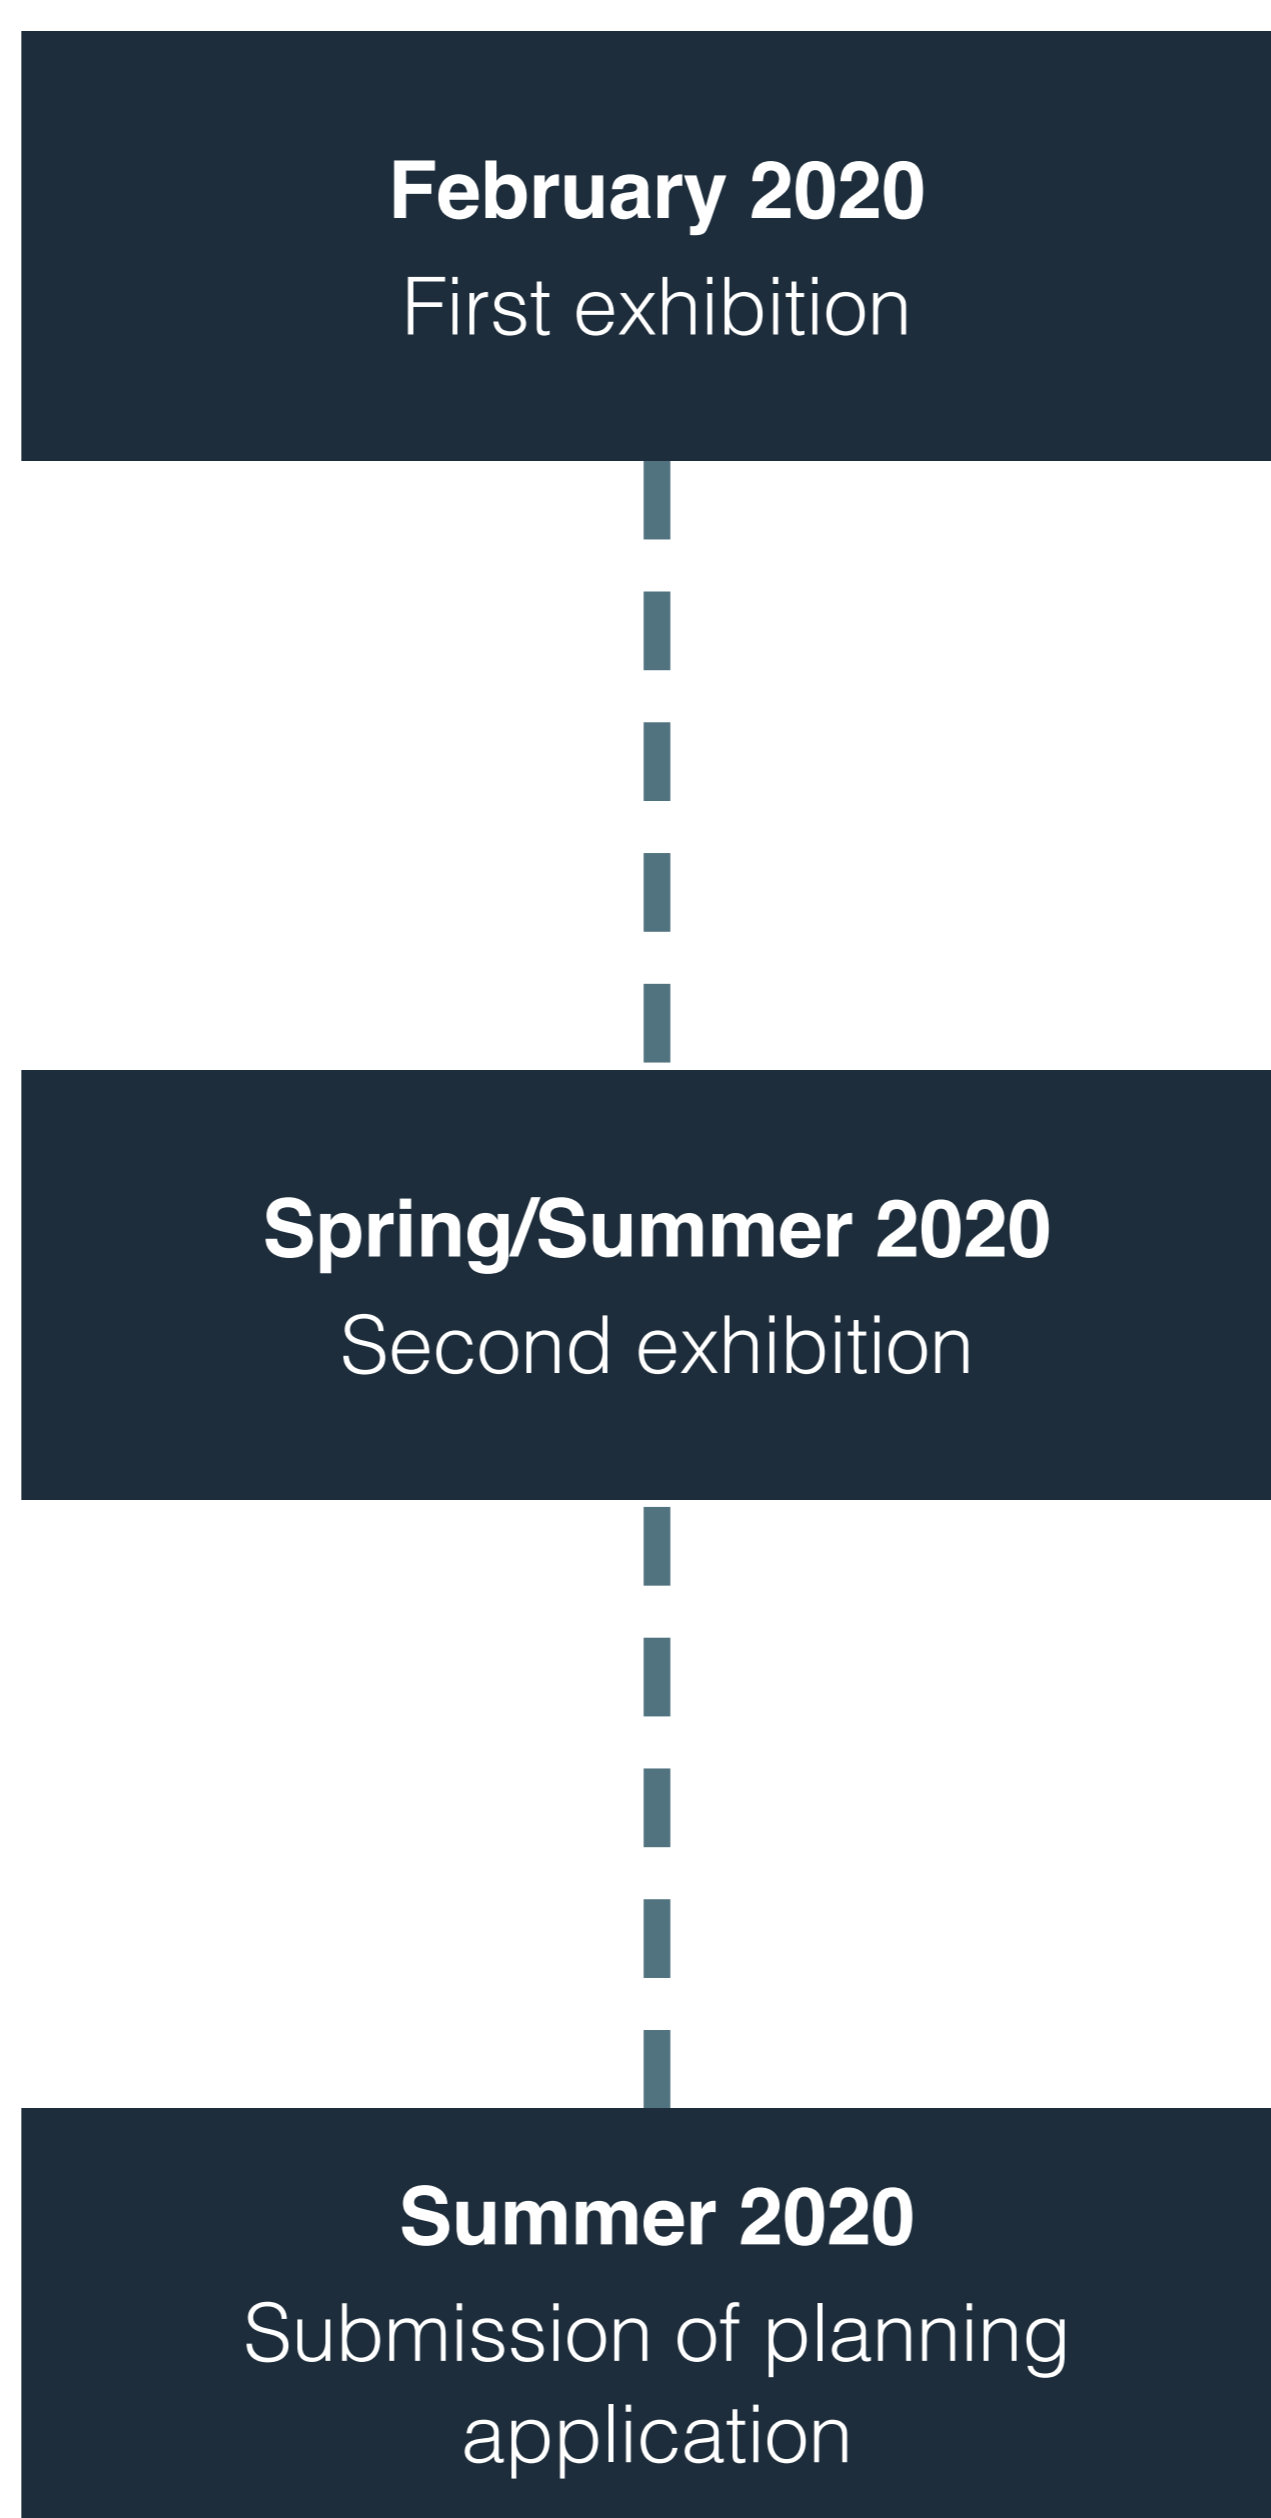 February 2020
First exhibition
Spring/Summer 2020
Second exhibition
Summer 2020
Submission of planning
application